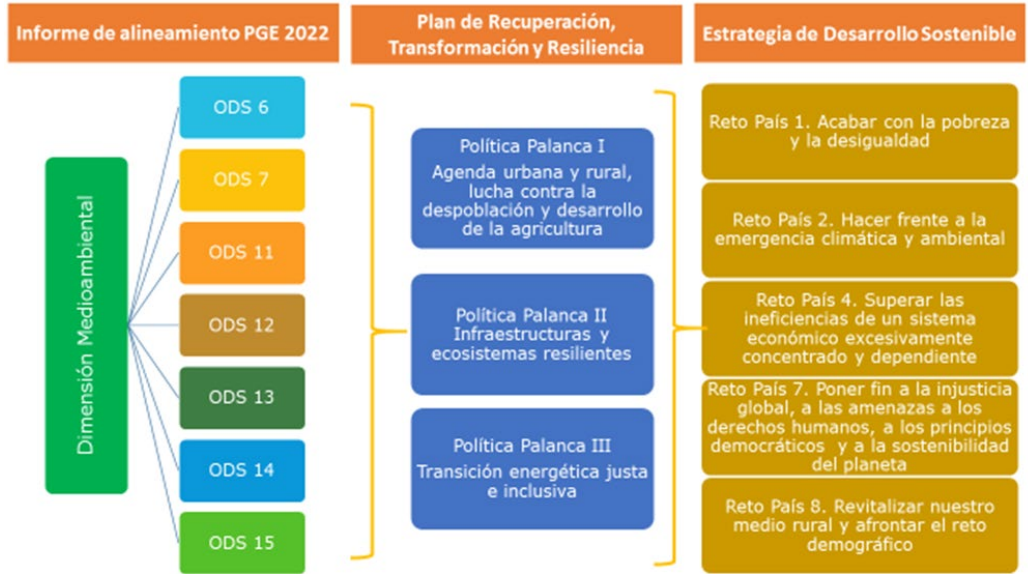 Informe de alineamiento PGE 2022
Plan de Recuperación,
Transformación y Resiliencia
Estrategia de Desarrollo Sostenible
Dimensión Medioambiental
ODS 6
ODS 7
ODS 11
ODS 12
ODS 13
ODS 14
ODS 15
Política Palanca I
Agenda urbana y rural,
lucha contra la
despoblación y desarrollo
de la agricultura
Política Palanca II
Infraestructuras y
ecosistemas resilientes
Política Palanca III
Transición energética justa
e inclusiva
Reto País 1. Acabar con la pobreza
y la desigualdad
Reto País 2. Hacer frente a la
emergencia climática y ambiental
Reto País 4. Superar las
ineficiencias de un sistema
económico excesivamente
concentrado y dependiente
Reto País 7. Poner fin a la injusticia
global, a las amenazas a los
derechos humanos, a los principios
democráticos y a la sostenibilidad
del planeta
Reto País 8. Revitalizar nuestro
medio rural y afrontar el reto
demográfico